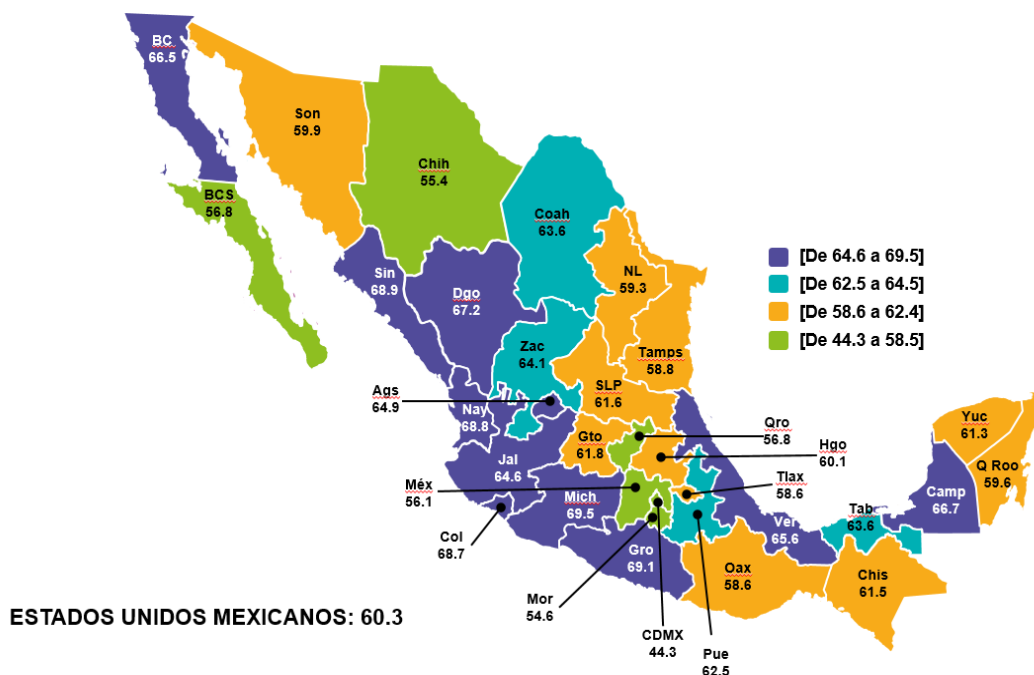 BC
66.5
Son
59.9
Chih
55.4
BCS
56.8
Coah
63.6
[De 64.6 a 69.5]
[De 62.5 a 64.5]
[De 58.6 a 62.4]
[De 44.3 a 58.5]
Sin
68.9
NL
59.3
Dgo
67.2
Zac
64.1
Tamps
58.8
Ags
64.9
SLP
61.6
Nay
68.8
Qro
56.8
Yuc
61.3
Gto
61.8
Hgo
60.1
Jal
64.6
Q Roo
59.6
Tlax
58.6
Méx
56.1
Mich
69.5
Camp
66.7
Tab
63.6
Ver
65.6
Col
68.7
Gro
69.1
Oax
58.6
Chis
61.5
Mor
54.6
ESTADOS UNIDOS MEXICANOS: 60.3
CDMX
44.3
Pue
62.5